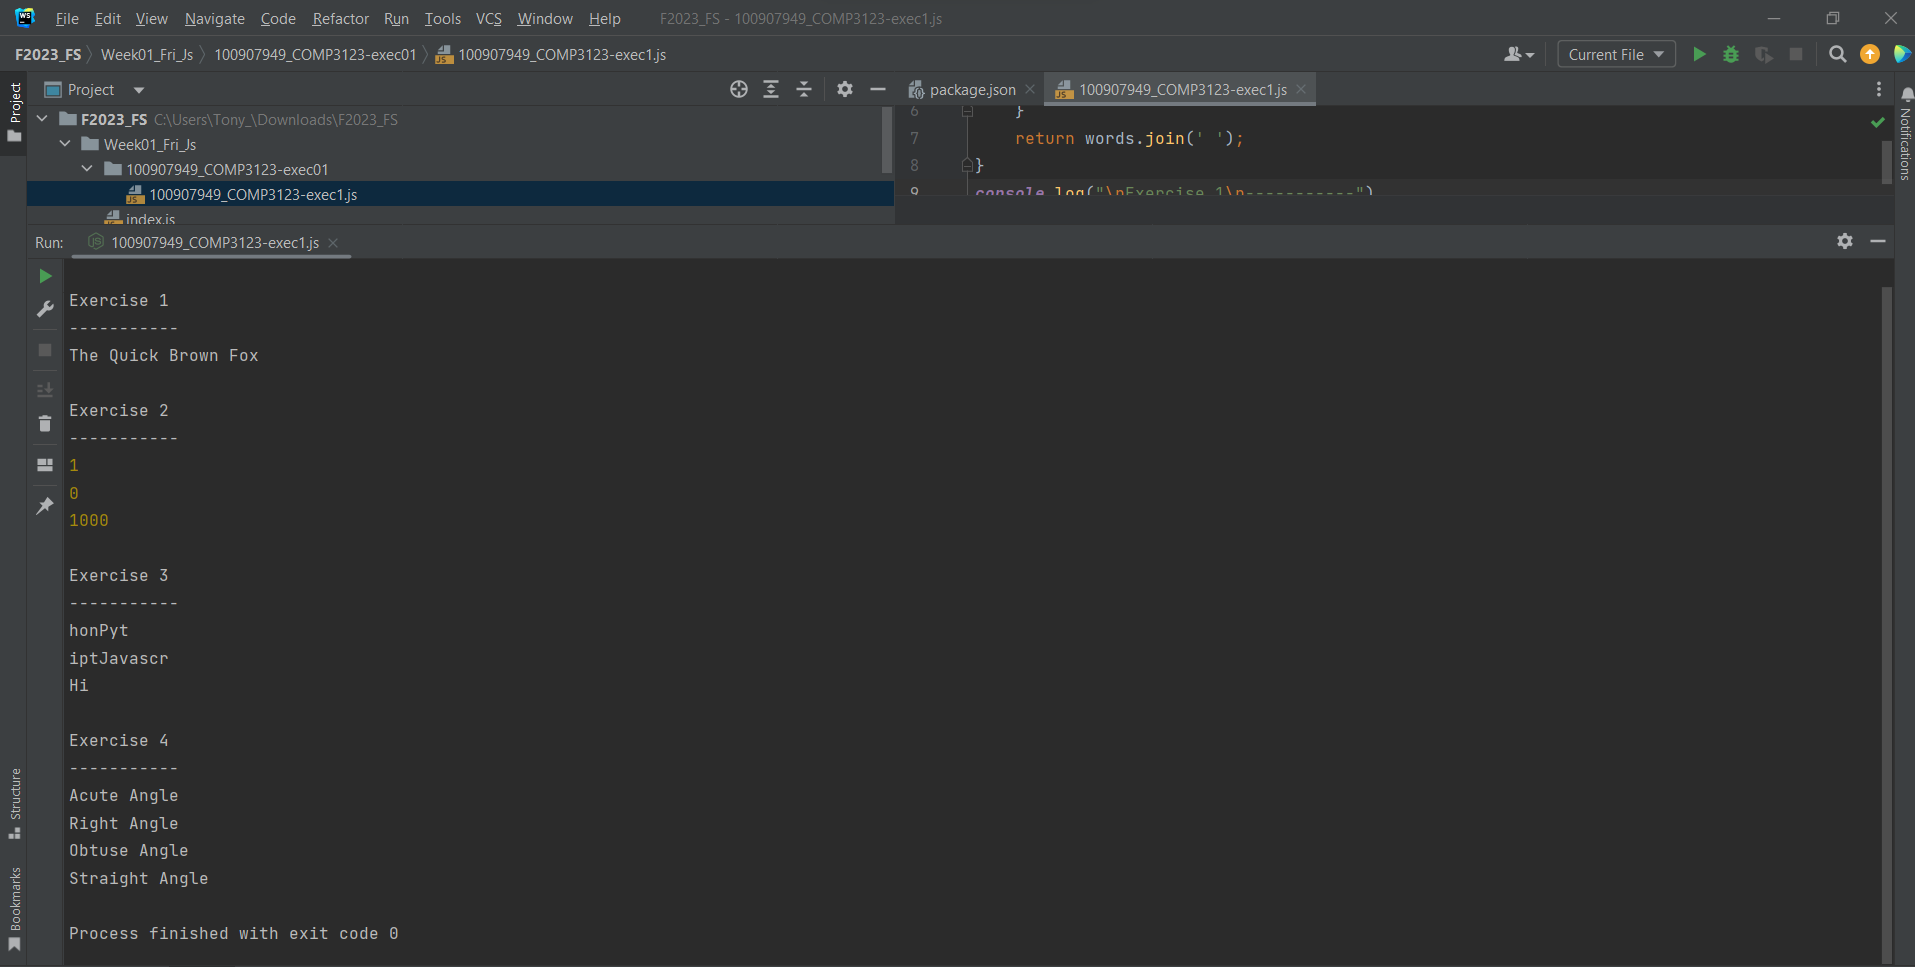 WS File Edit View Navigate Code Refactor Run Tools VCS Window Help F2023_FS - 100907949_COMP3123-exec1.js
F2023_FS Week01_Fri_Js 100907949_COMP3123-exec01 100907949_COMP3123-exec1.js Current File
Project
Project
package.json
100907949_COMP3123-exec1.js
Notifications
F2023_FS C:\Users\Tony_\Downloads\F2023_FS
Week01_Fri_Js
100907949_COMP3123-exec01
100907949_COMP3123-exec1.js
index.js
6 }
7 return words.join(' ');
8 }
9 console.log("\nExercise 1\n-----------")
Run: 100907949_COMP3123-exec1.js
Exercise 1
-----------
The Quick Brown Fox
Exercise 2
-----------
1
0
1000
Exercise 3
-----------
honPyt
iptJavascr
Hi
Exercise 4
-----------
Acute Angle
Right Angle
Obtuse Angle
Straight Angle
Process finished with exit code 0
Structure
Bookmarks